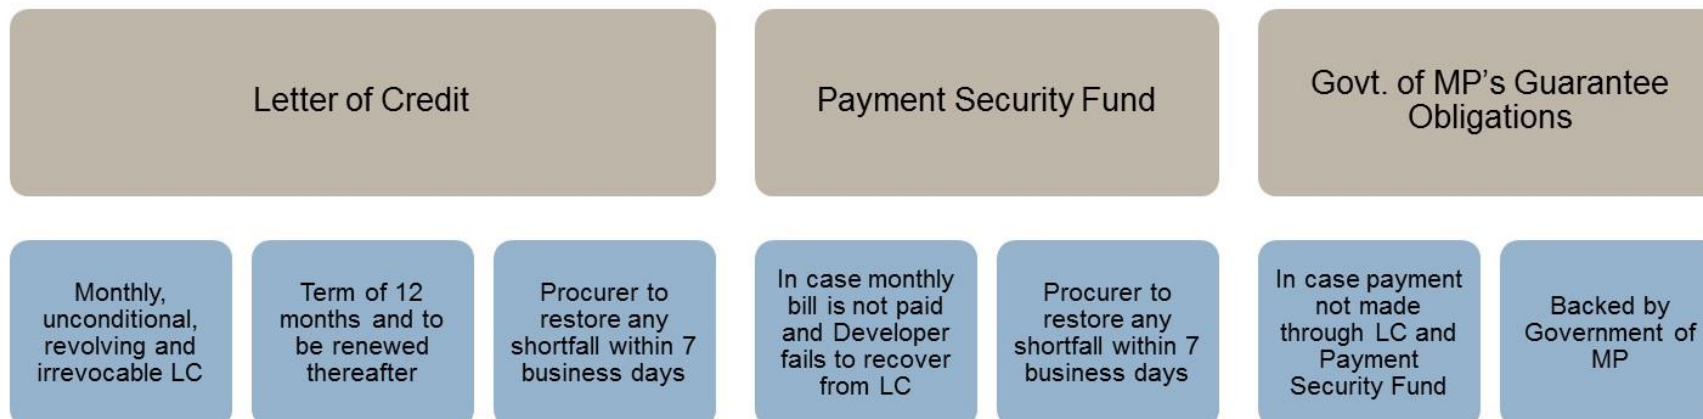 Letter of Credit
Payment Security Fund
Govt. of MP’s Guarantee
Obligations
Monthly,
unconditional,
revolving and
irrevocable LC
Term of 12
months and to
be renewed
thereafter
Procurer to
restore any
shortfall within 7
business days
In case monthly
bill is not paid
and Developer
fails to recover
from LC
Procurer to
restore any
shortfall within 7
business days
In case payment
not made
through LC and
Payment
Security Fund
Backed by
Government of
MP